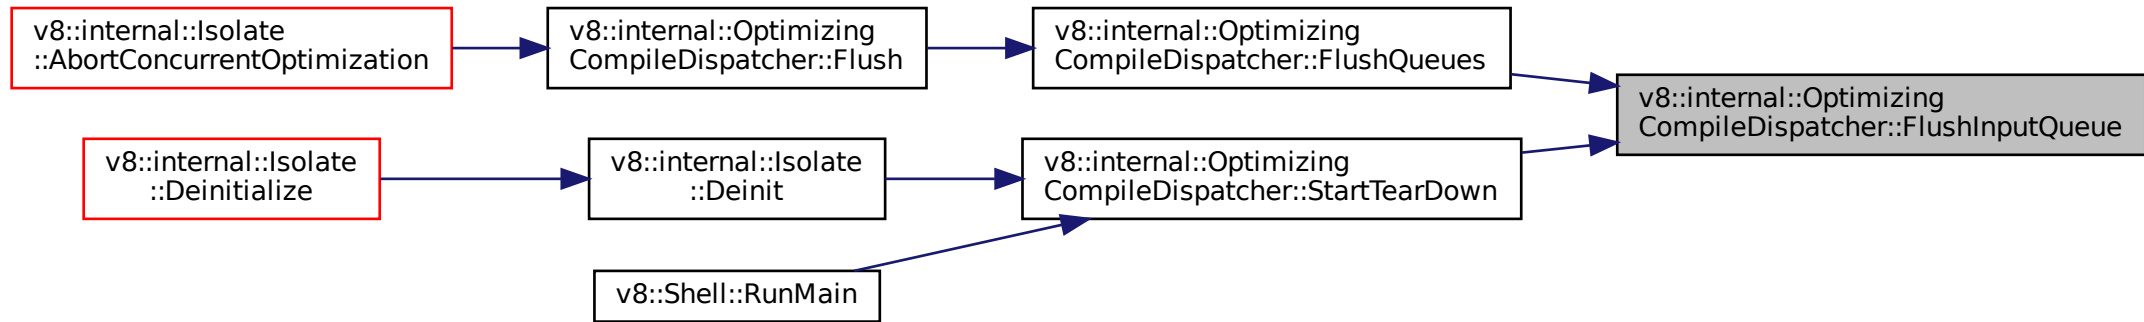 v8::internal::Isolate
::AbortConcurrentOptimization
v8::internal::Optimizing
CompileDispatcher::Flush
v8::internal::Optimizing
CompileDispatcher::FlushQueues
v8::internal::Optimizing
CompileDispatcher::FlushInputQueue
v8::internal::Isolate
::Deinitialize
v8::internal::Isolate
::Deinit
v8::internal::Optimizing
CompileDispatcher::StartTearDown
v8::Shell::RunMain